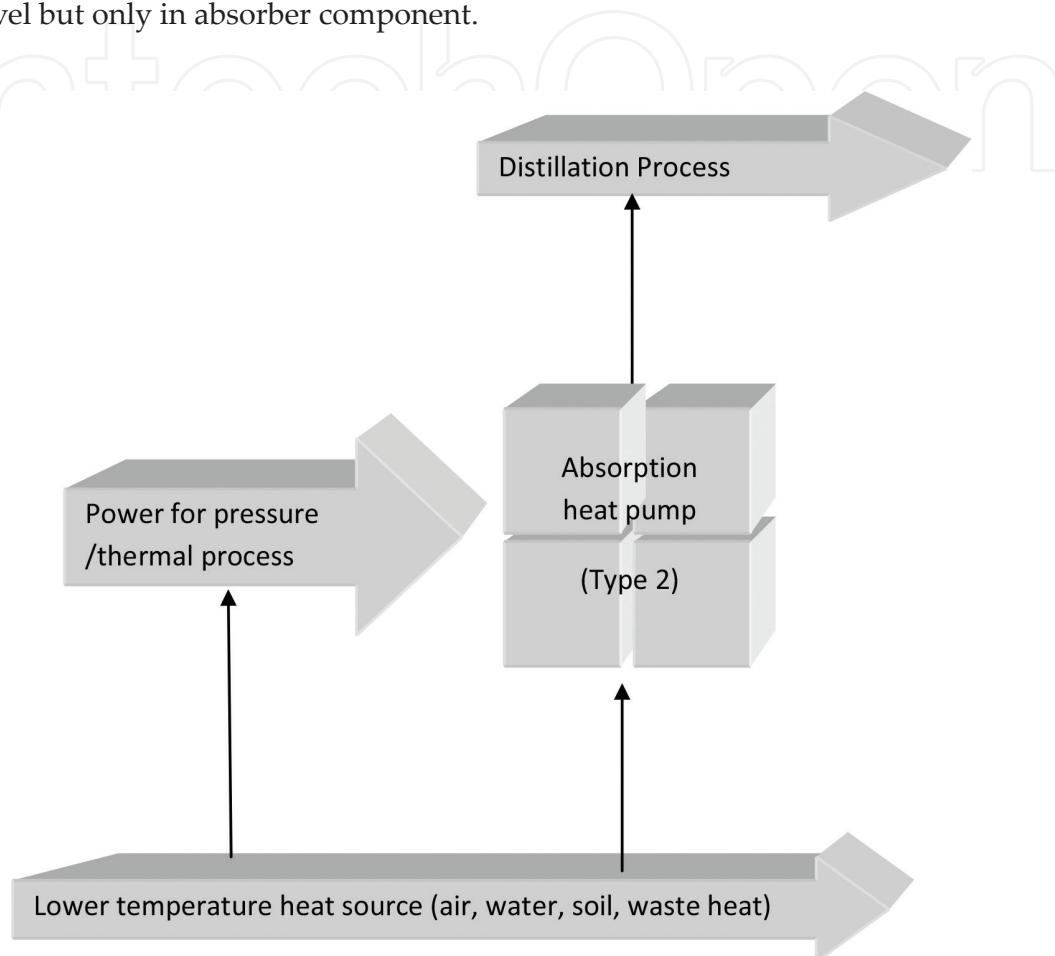 vel but only in absorber component.
ntechOpen
Distillation Process
Absorption
heat pump
(Type 2)
Power for pressure
/thermal process
Lower temperature heat source (air, water, soil, waste heat)